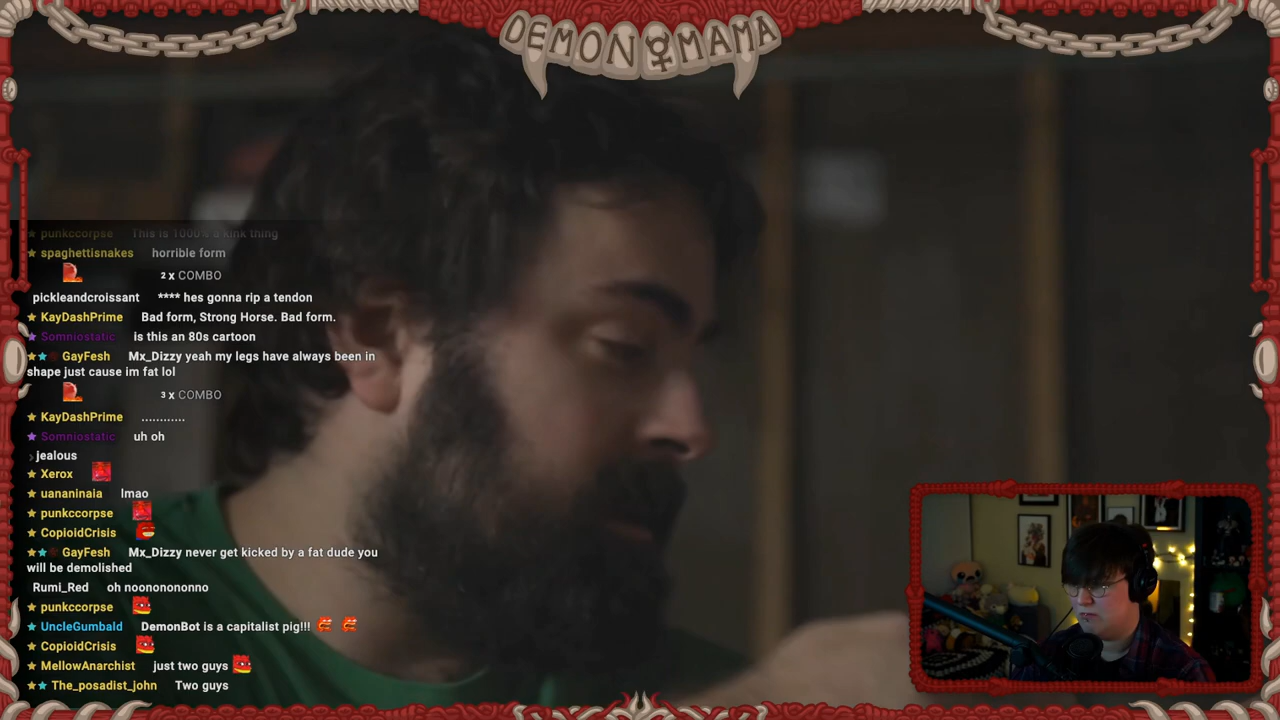 DEMON MAMA
punkccorpse This is 1000% a kink thing
spaghettisnakes horrible form
2 x COMBO
pickleandcroissant **** hes gonna rip a tendon
KayDashPrime Bad form, Strong Horse. Bad form.
Somniostatic is this an 80s cartoon
GayFesh Mx_Dizzy yeah my legs have always been in
shape just cause im fat lol
3 x COMBO
KayDashPrime ............
Somniostatic uh oh
jealous
Xerox
uananinaia lmao
punkccorpse
CopioidCrisis
GayFesh Mx_Dizzy never get kicked by a fat dude you
will be demolished
Rumi_Red oh noonononono
punkccorpse
UncleGumbald DemonBot is a capitalist pig!!!
CopioidCrisis
MellowAnarchist just two guys
The_posadist_john Two guys